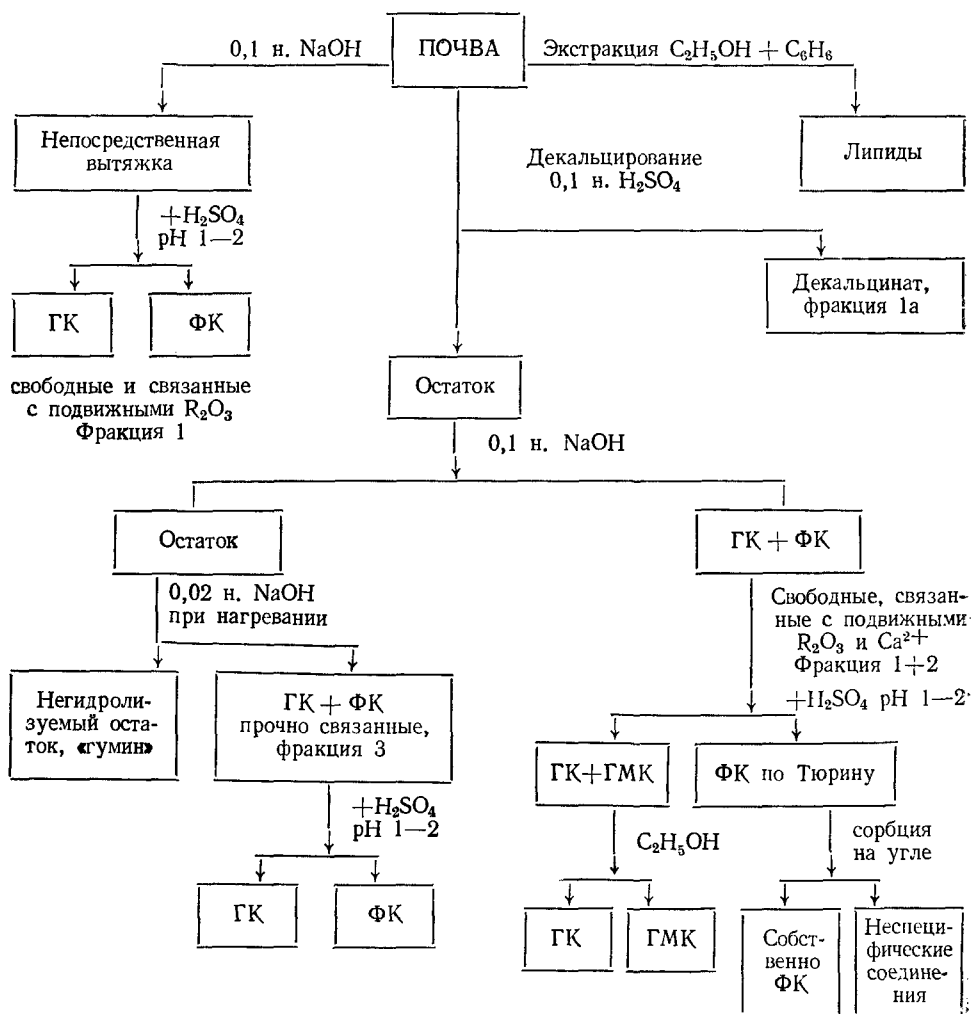 0,1 н. NaOH
ПОЧВА
Экстракция C₂H₅OH + C₆H₆
Непосредственная
вытяжка
Липиды
Декальцирование
0,1 н. H₂SO₄
+H₂SO₄
pH 1—2
ГК
ФК
Декальцинат,
фракция 1а
свободные и связанные
с подвижными R₂O₃
Фракция 1
Остаток
0,1 н. NaOH
Остаток
ГК + ФК
0,02 н. NaOH
при нагревании
Свободные, связан-
ные с подвижными
R₂O₃ и Ca²⁺
Фракция 1+2
+H₂SO₄ pH 1—2
Негидроли-
зуемый оста-
ток, «гумин»
ГК + ФК
прочно связанные,
фракция 3
ГК+ГМК
ФК по Тюрину
+H₂SO₄
pH 1—2
C₂H₅OH
сорбция
на угле
ГК
ФК
ГК
ГМК
Собст-
венно
ФК
Неспеци-
фические
соедине-
ния